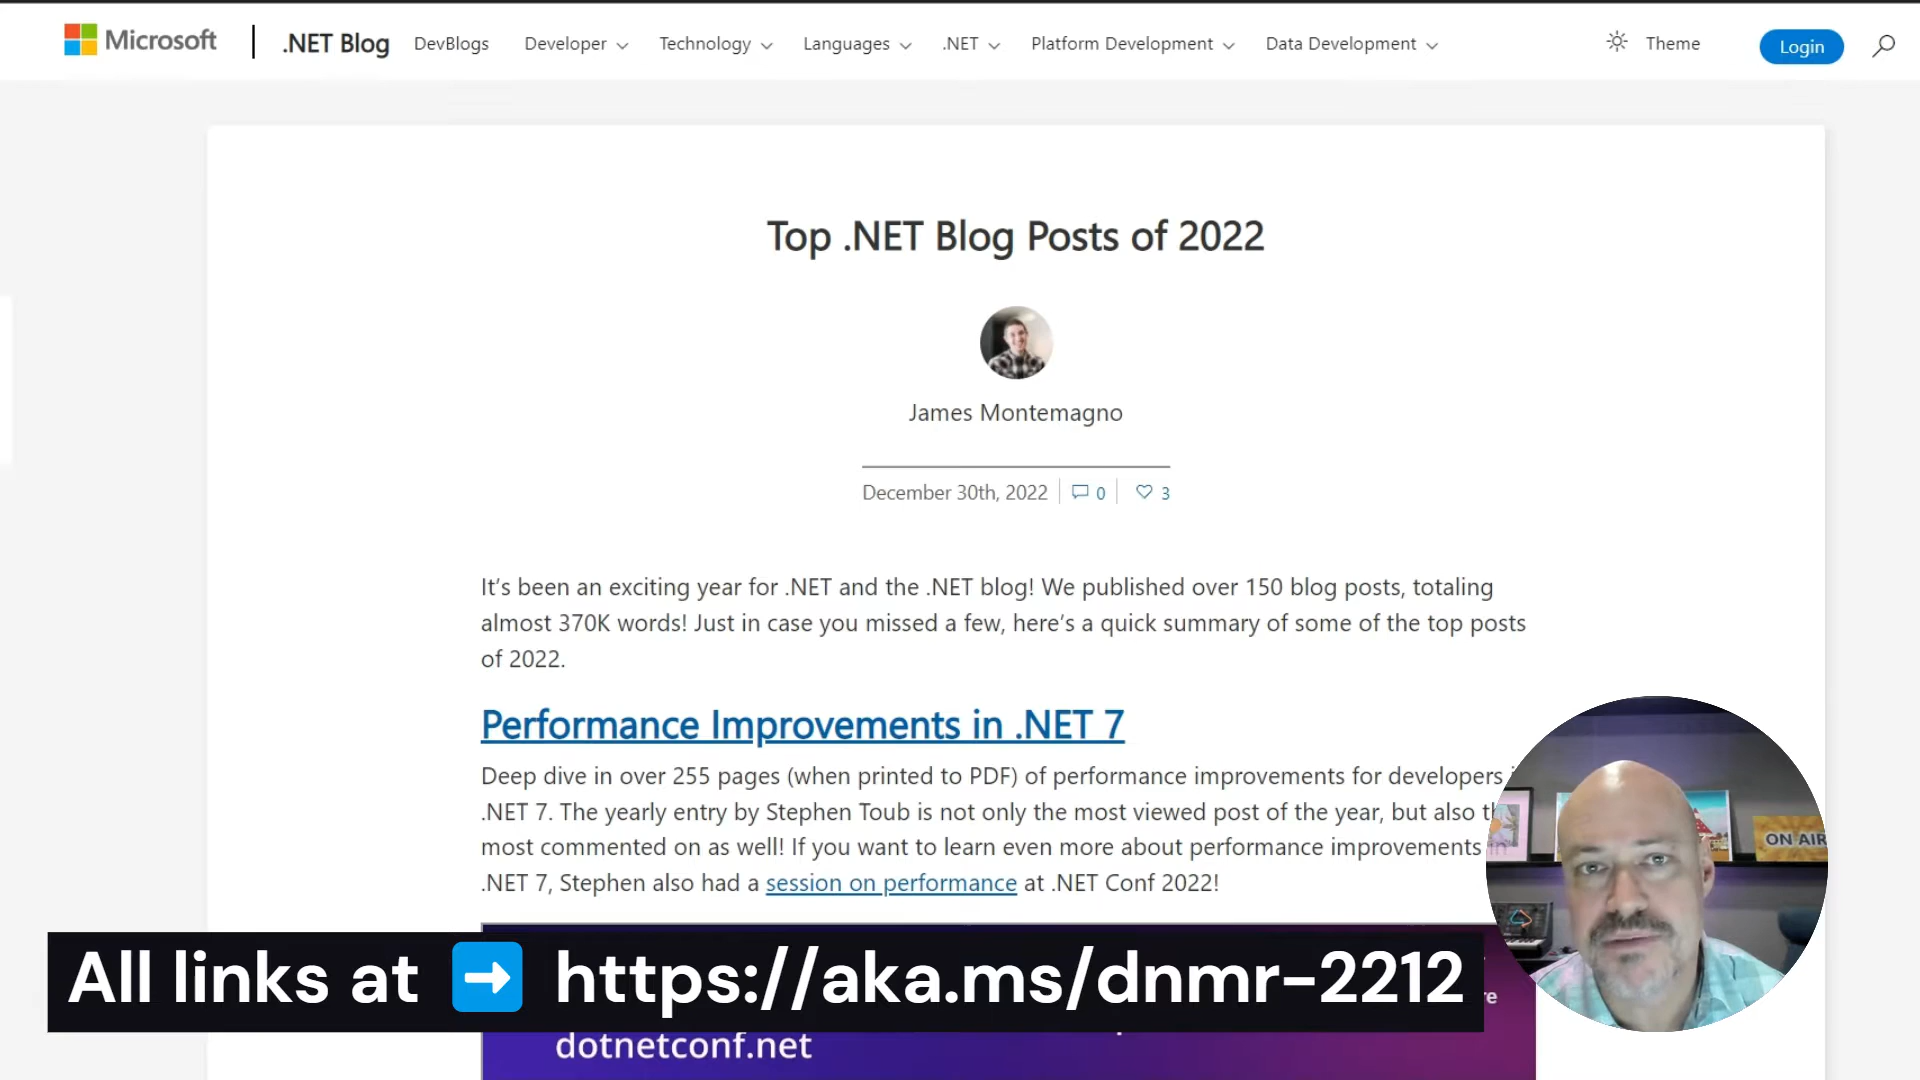 Microsoft
.NET Blog
DevBlogs
Developer
Technology
Languages
.NET
Platform Development
Data Development
Theme
Login
Top .NET Blog Posts of 2022
James Montemagno
December 30th, 2022
0
3
It’s been an exciting year for .NET and the .NET blog! We published over 150 blog posts, totaling
almost 370K words! Just in case you missed a few, here’s a quick summary of some of the top posts
of 2022.
Performance Improvements in .NET 7
Deep dive in over 255 pages (when printed to PDF) of performance improvements for developers
.NET 7. The yearly entry by Stephen Toub is not only the most viewed post of the year, but also
most commented on as well! If you want to learn even more about performance improvements in
.NET 7, Stephen also had a session on performance at .NET Conf 2022!
ON AIR
All links at ➡ https://aka.ms/dnmr-2212
dotnetconf.net